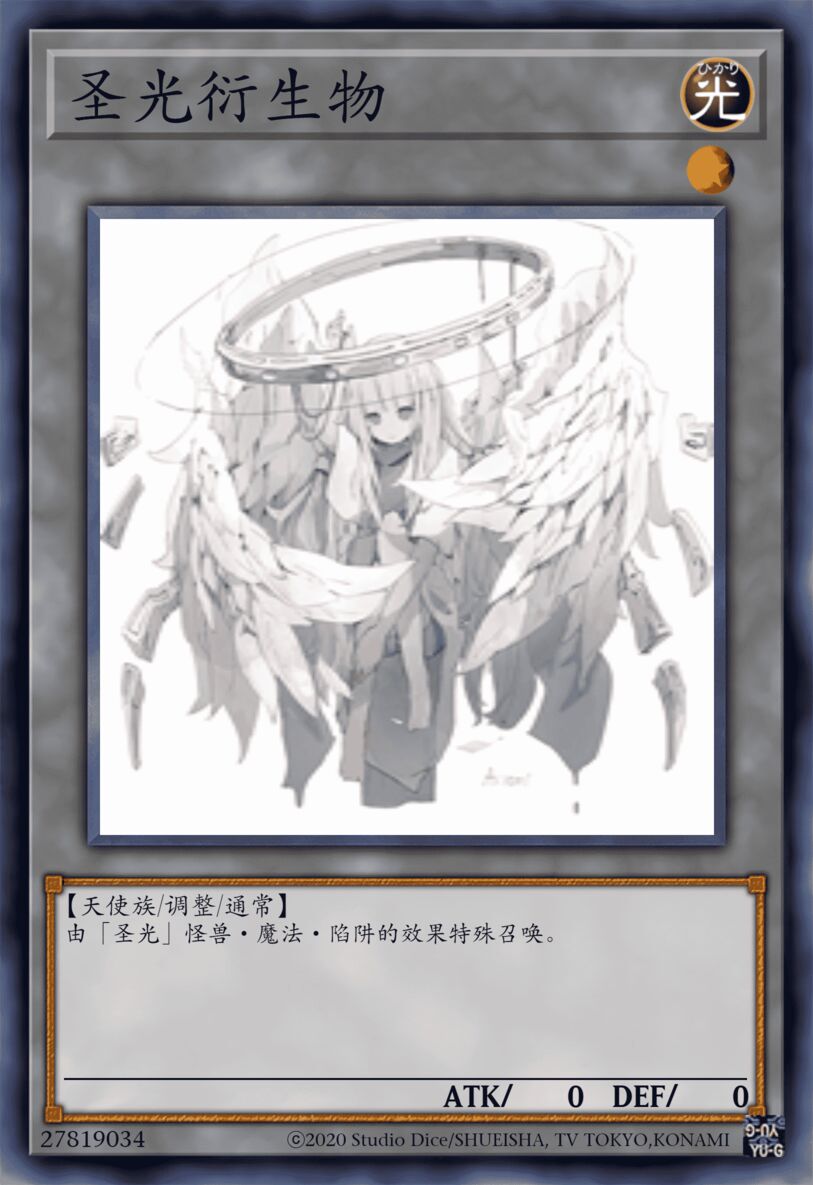 圣光衍生物
ひかり
光
【天使族/调整/通常】
由「圣光」怪兽・魔法・陷阱的效果特殊召唤。
ATK/ 0 DEF/ 0
27819034
©2020 Studio Dice/SHUEISHA, TV TOKYO,KONAMI
YU-G
YU-G